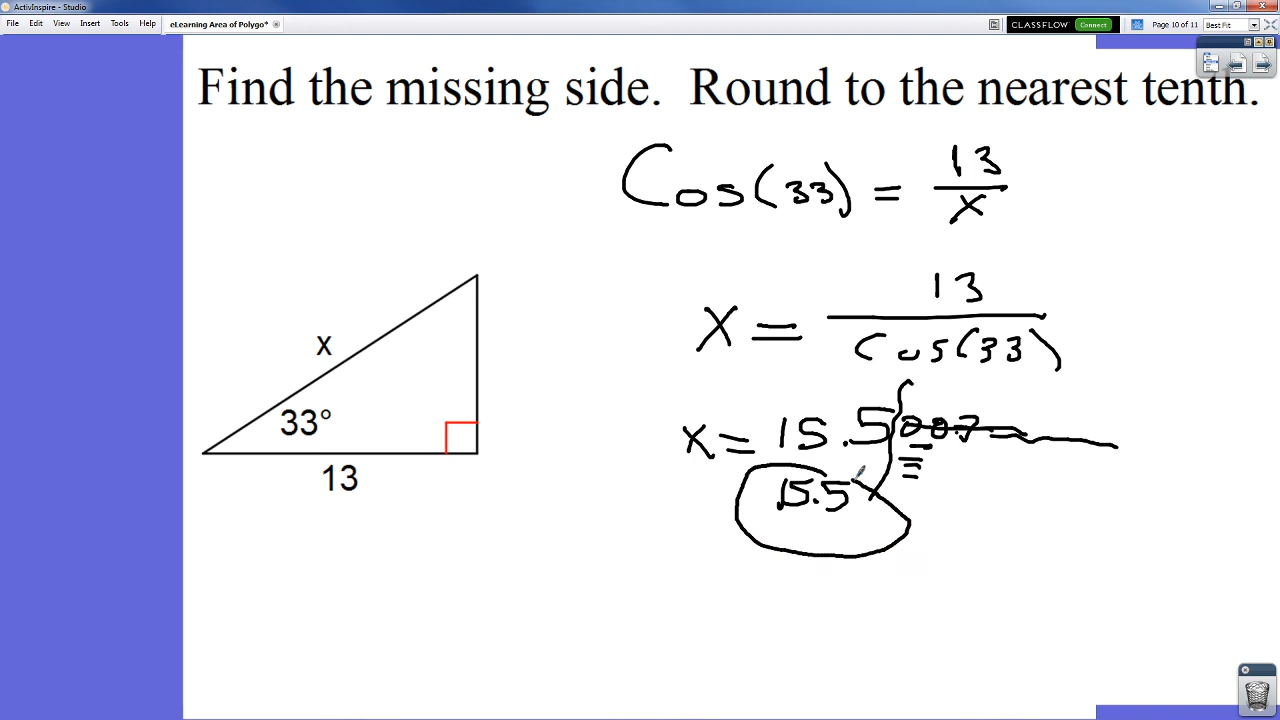 ActivInspire - Studio
File Edit View Insert Tools Help eLearning Area of Polygo* CLASSFLOW Connect Page 10 of 11 Best Fit
Find the missing side. Round to the nearest tenth.
Cos(33) = 13/x
x = 13/Cos(33)
x
33°
x = 15.5007
13
15.5